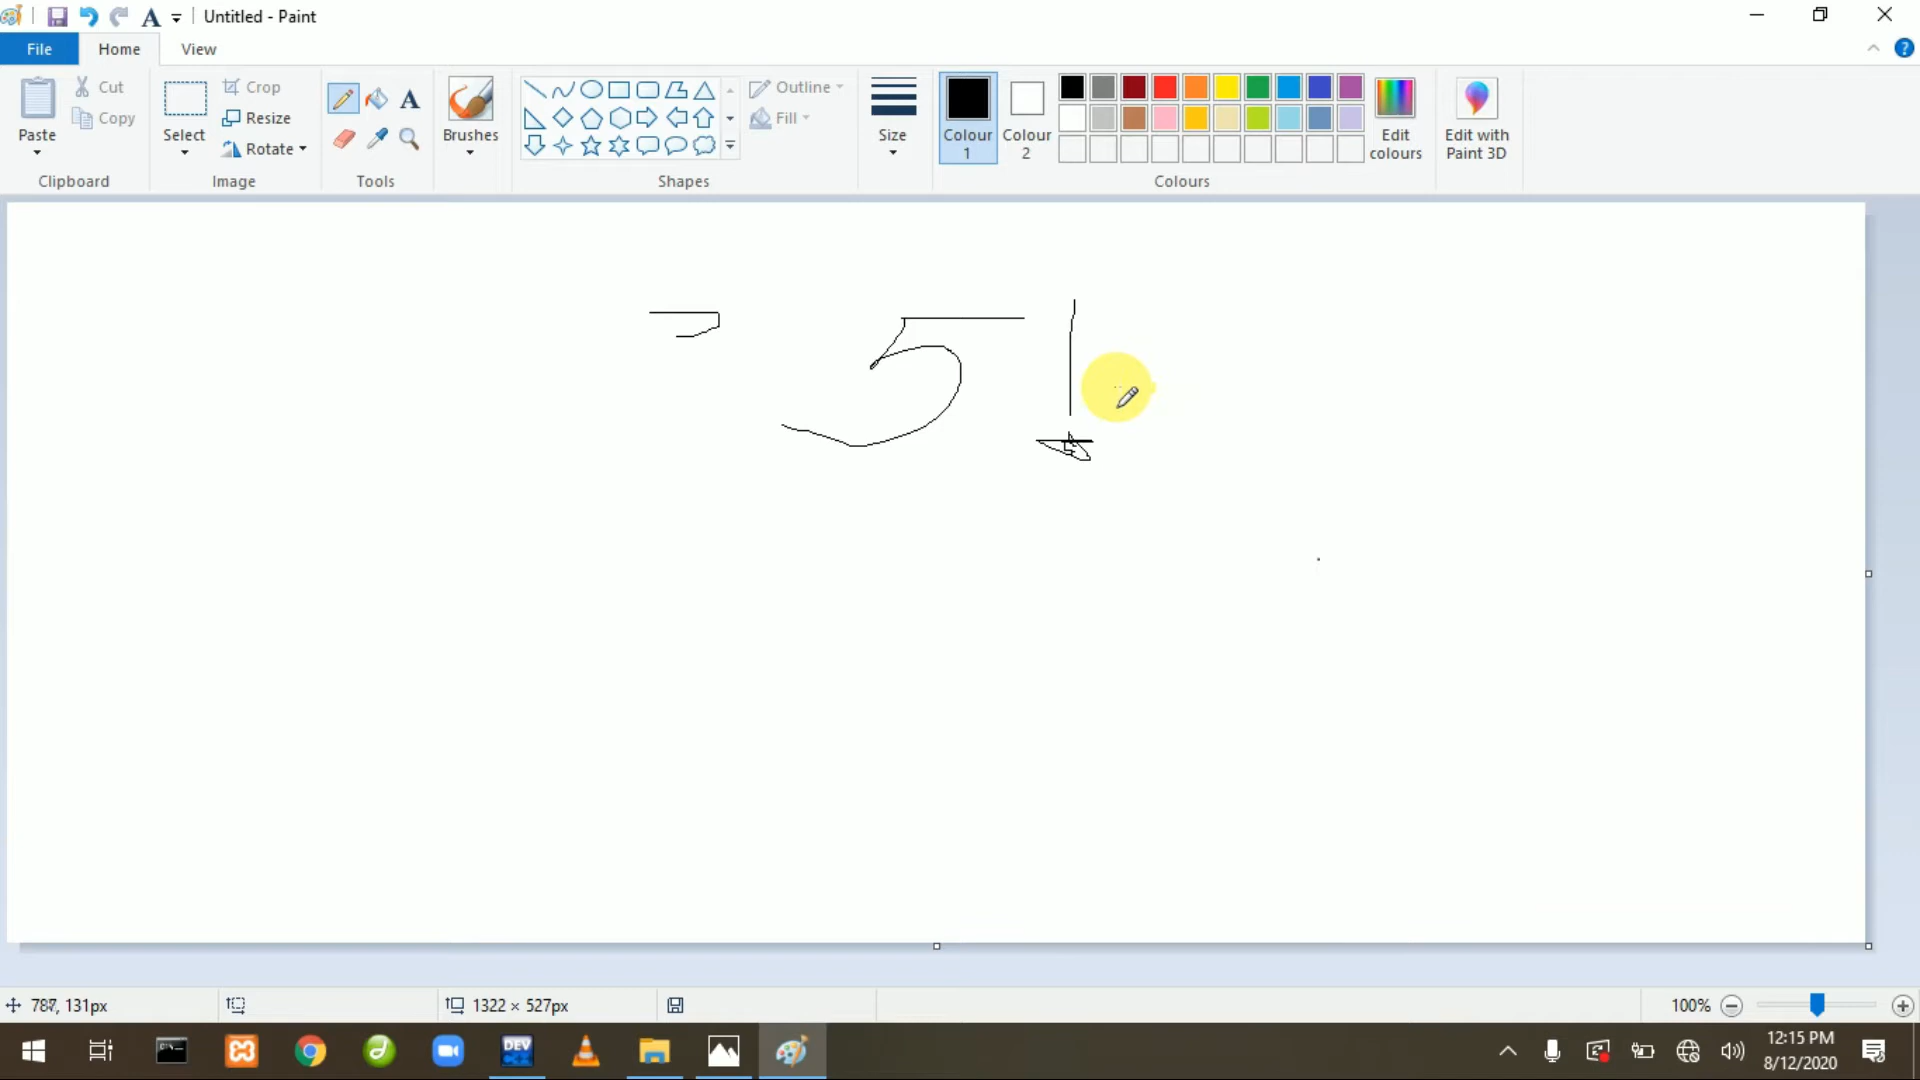 Untitled - Paint
File Home View
Paste
Cut
Copy
Clipboard
Select
Crop
Resize
Rotate
Image
A
Tools
Brushes
Shapes
Outline
Fill
Size
Colour 1
Colour 2
Edit colours
Colours
Edit with Paint 3D
5!
787, 131px
1322 × 527px
100%
DEV
12:15 PM
8/12/2020